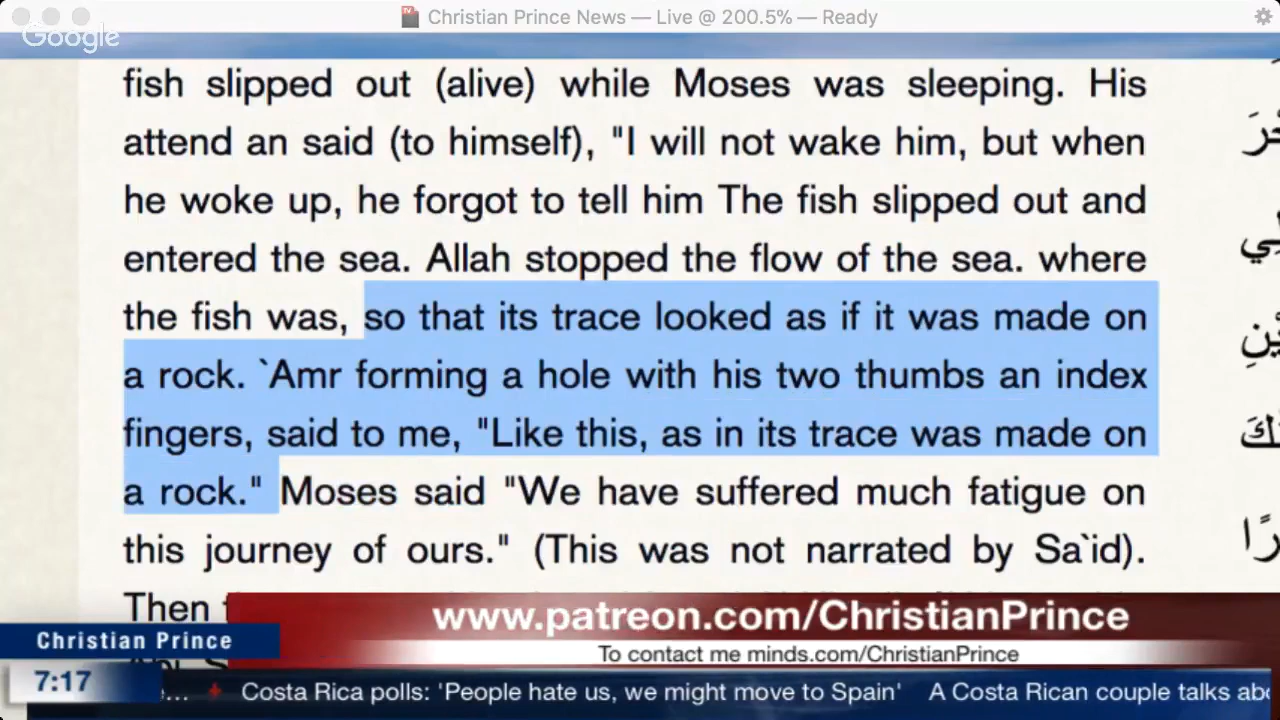 Christian Prince News — Live @ 200.5% — Ready
Google
fish slipped out (alive) while Moses was sleeping. His
attend an said (to himself), "I will not wake him, but when
he woke up, he forgot to tell him The fish slipped out and
entered the sea. Allah stopped the flow of the sea. where
the fish was, so that its trace looked as if it was made on
a rock. `Amr forming a hole with his two thumbs an index
fingers, said to me, "Like this, as in its trace was made on
a rock." Moses said "We have suffered much fatigue on
this journey of ours." (This was not narrated by Sa`id).
Then
www.patreon.com/ChristianPrince
To contact me minds.com/ChristianPrince
Christian Prince
7:17
e... Costa Rica polls: 'People hate us, we might move to Spain' A Costa Rican couple talks